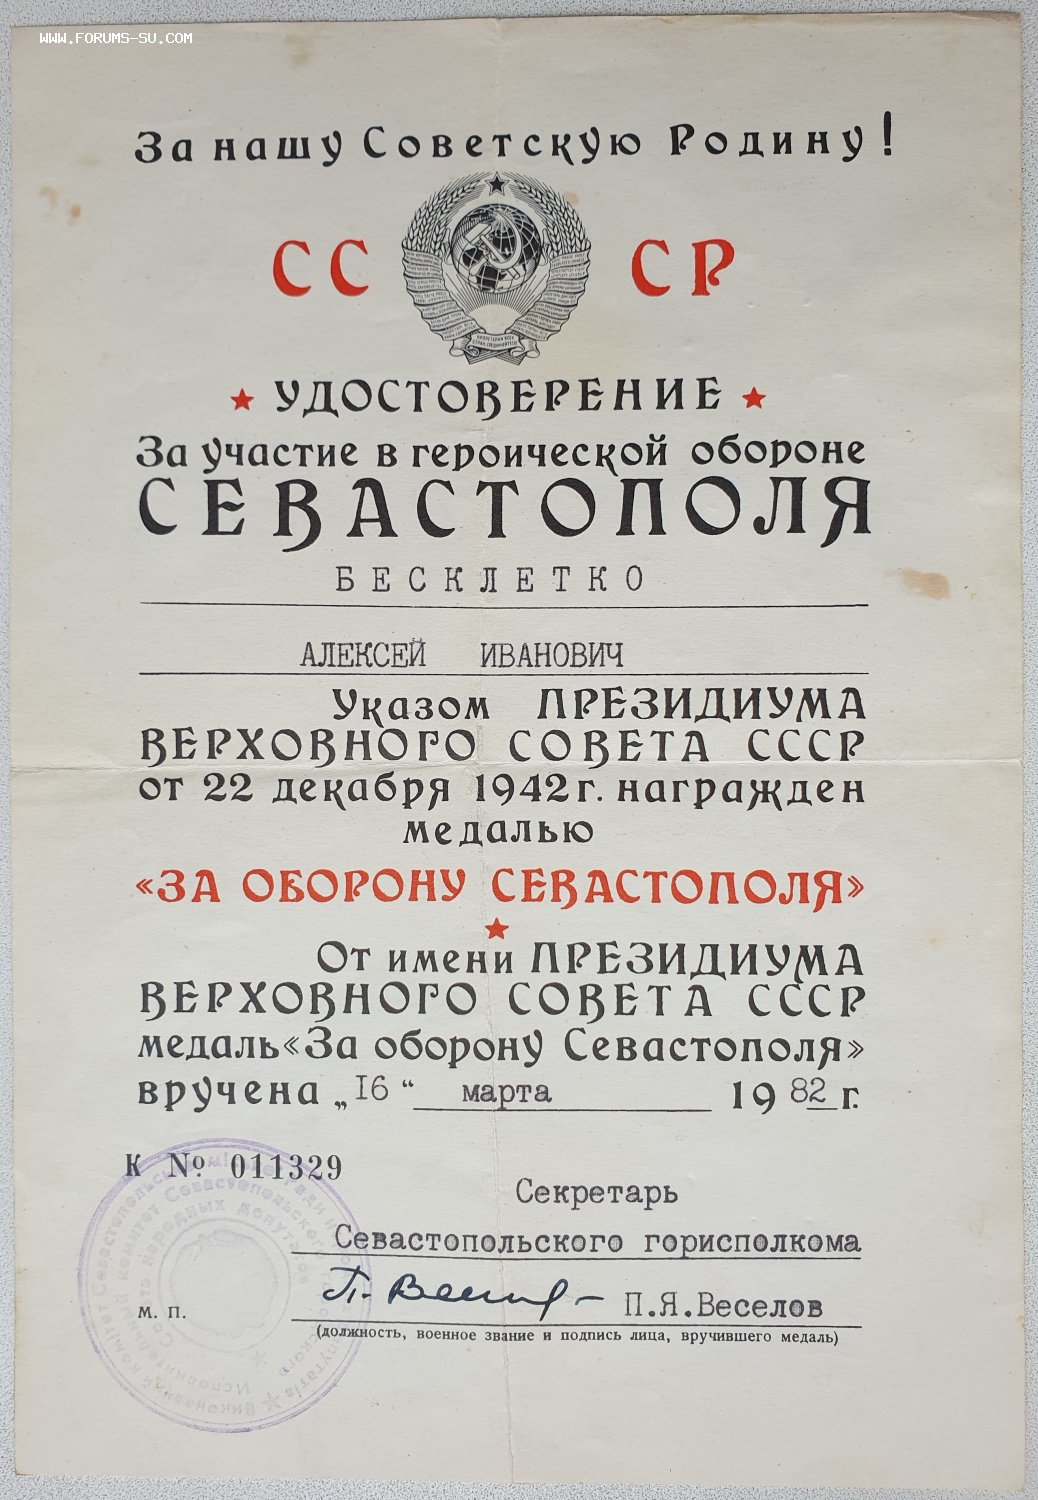 WWW.FORUMS-SU.COM
За нашу Советскую Родину!
СС СР
УДОСТОВЕРЕНИЕ
За участие в героической обороне
СЕВАСТОПОЛЯ
БЕСКЛЕТКО
АЛЕКСЕЙ ИВАНОВИЧ
Указом ПРЕЗИДИУМА
ВЕРХОВНОГО СОВЕТА СССР
от 22 декабря 1942 г. награжден
медалью
«ЗА ОБОРОНУ СЕВАСТОПОЛЯ»
От имени ПРЕЗИДИУМА
ВЕРХОВНОГО СОВЕТА СССР
медаль «За оборону Севастополя»
вручена „16“ марта 1982 г.
К № 011329
Секретарь
Севастопольского горисполкома
П.Я.Веселов
м. п.
(должность, военное звание и подпись лица, вручившего медаль)